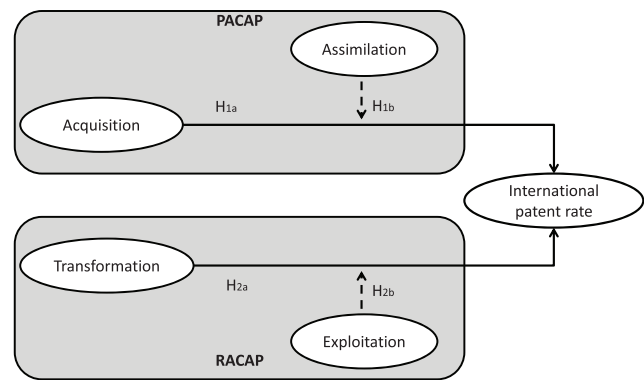 PACAP
Assimilation
H1a
H1b
Acquisition
International
patent rate
Transformation
H2a
H2b
Exploitation
RACAP